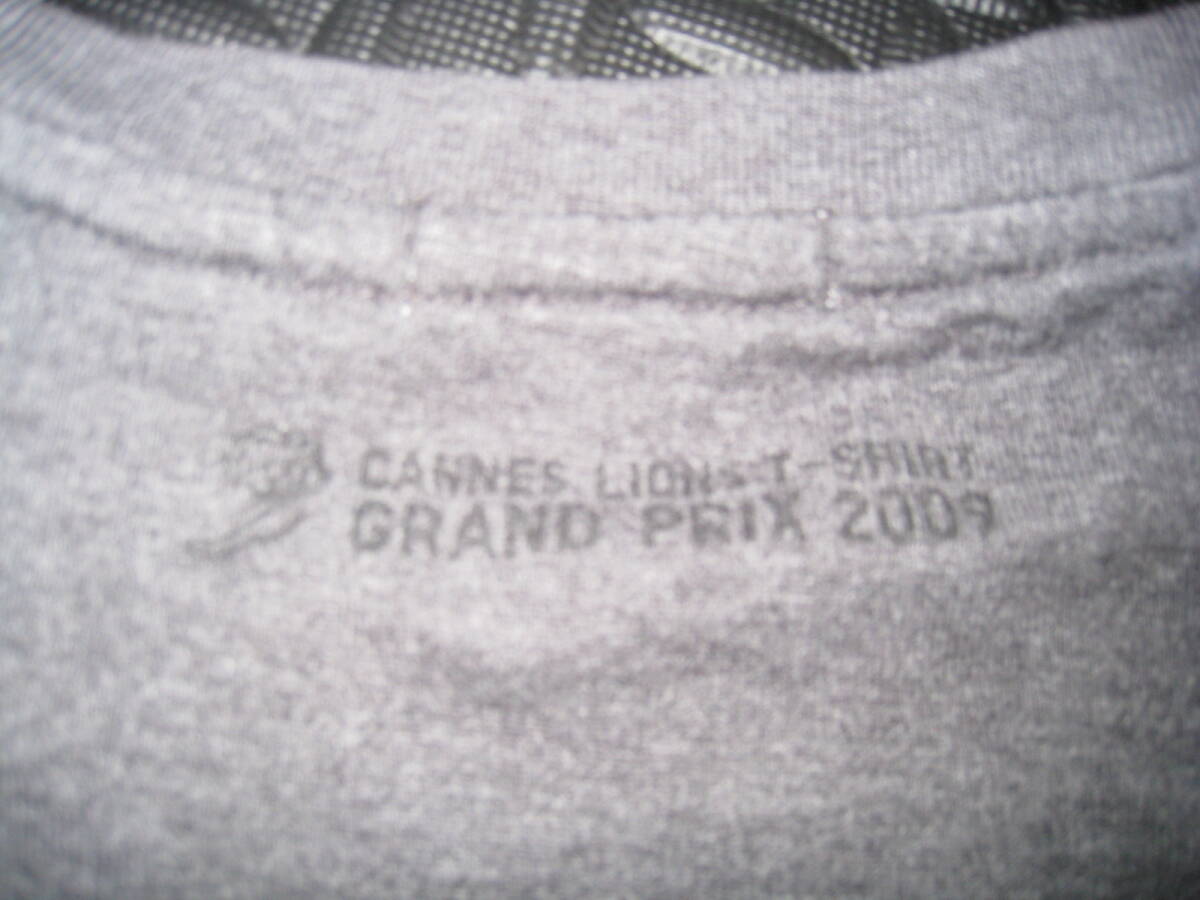 CANNES LIONS T-SHIRT
GRAND PRIX 2009